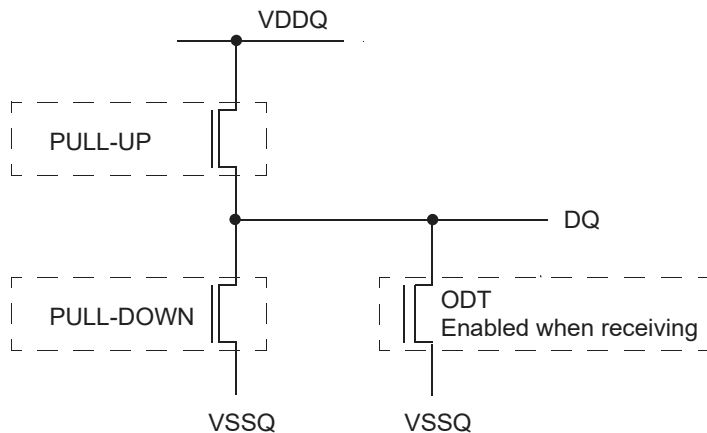 VDDQ
PULL-UP
DQ
PULL-DOWN
ODT
Enabled when receiving
VSSQ
VSSQ